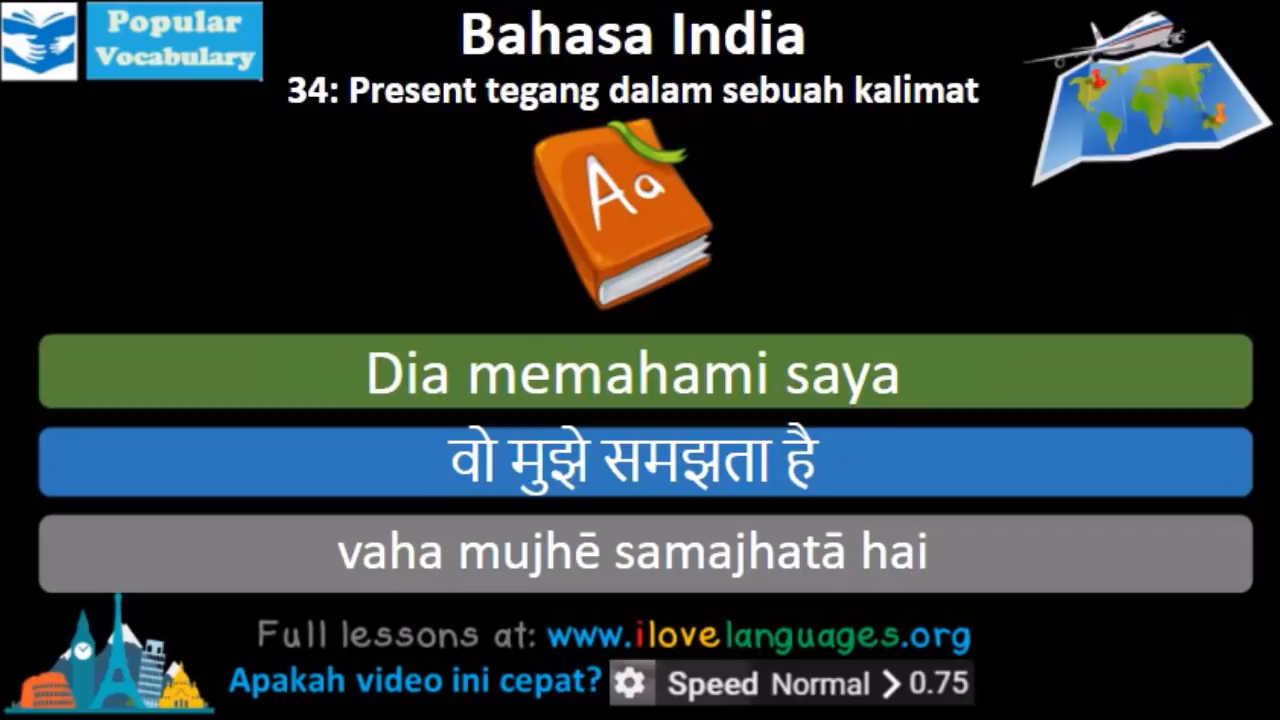 Popular
Vocabulary
Bahasa India
34: Present tegang dalam sebuah kalimat
Aa
Dia memahami saya
वो मुझे समझता है
vaha mujhē samajhatā hai
Full lessons at: www.ilovelanguages.org
Apakah video ini cepat? Speed Normal > 0.75